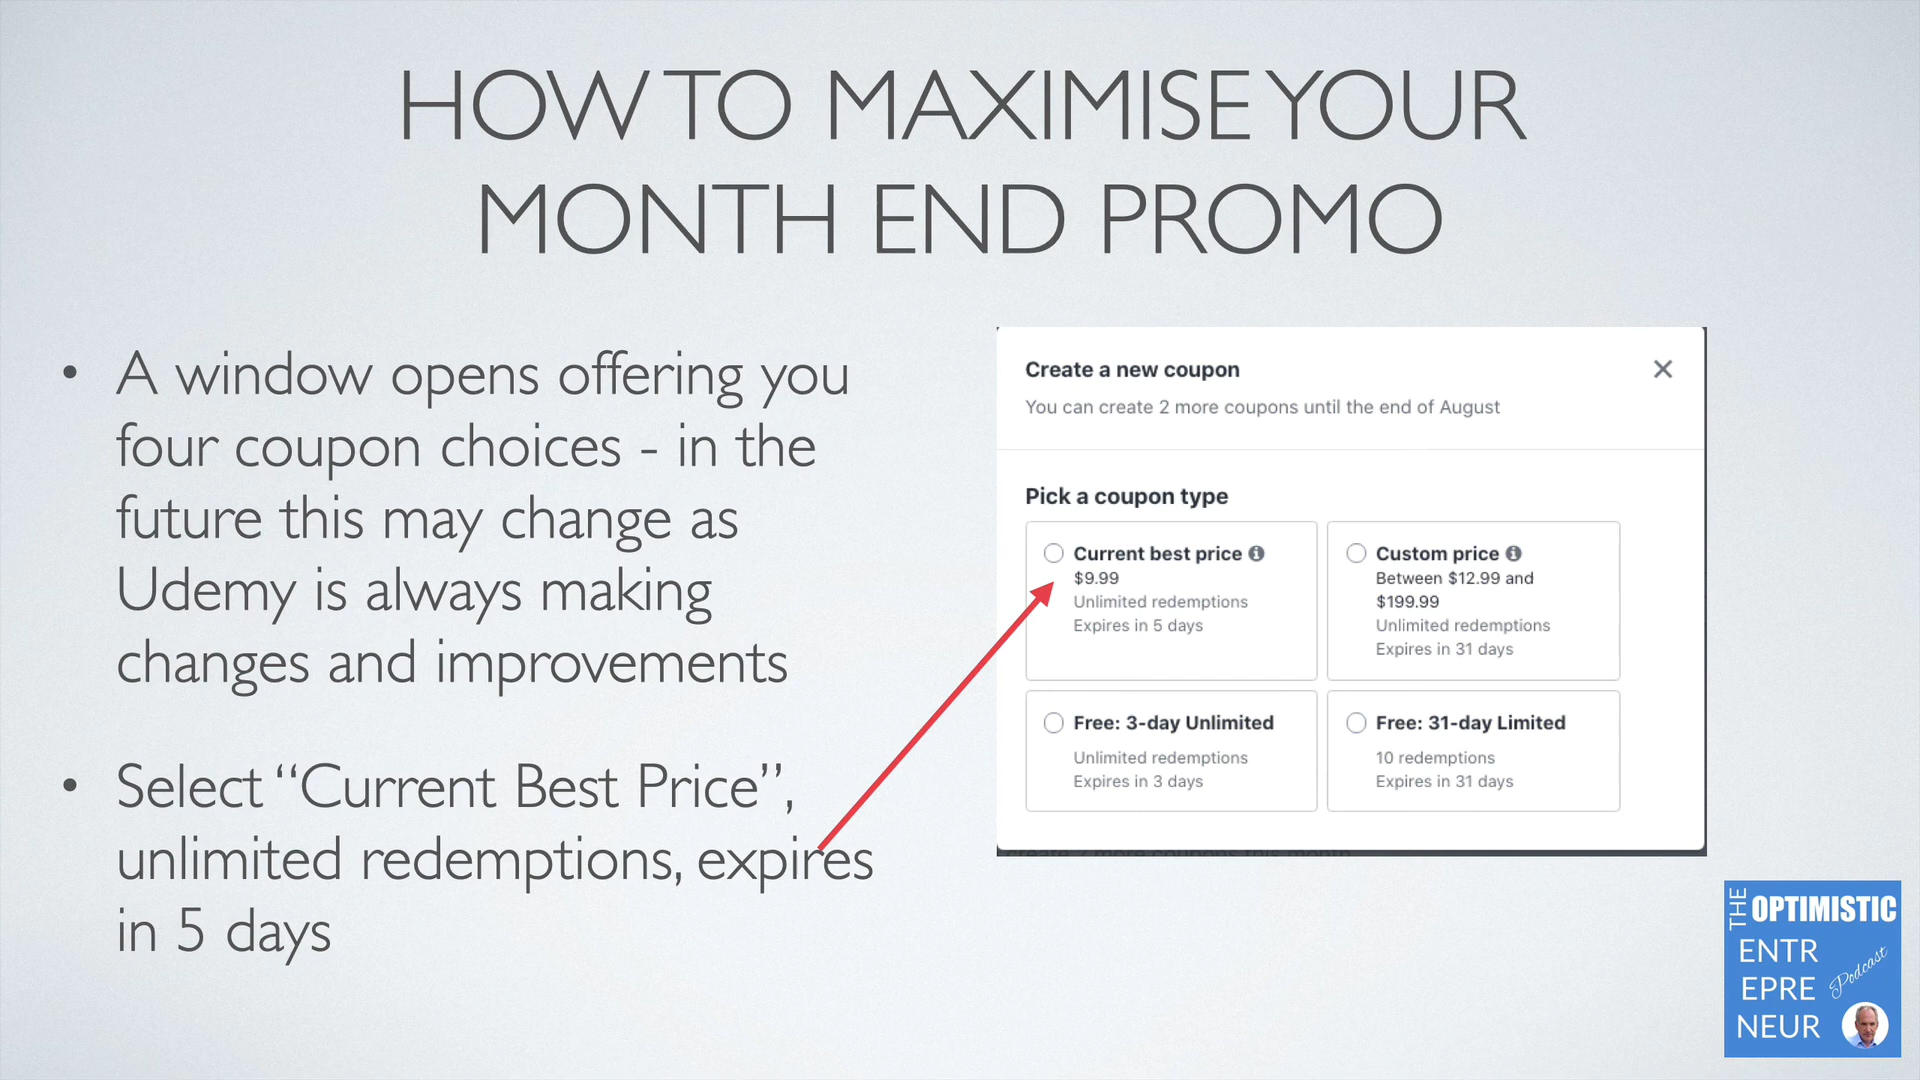 HOW TO MAXIMISE YOUR
MONTH END PROMO
• A window opens offering you
four coupon choices - in the
future this may change as
Udemy is always making
changes and improvements
• Select “Current Best Price”,
unlimited redemptions, expires
in 5 days
Create a new coupon
You can create 2 more coupons until the end of August
Pick a coupon type
Current best price
$9.99
Unlimited redemptions
Expires in 5 days
Custom price
Between $12.99 and
$199.99
Unlimited redemptions
Expires in 31 days
Free: 3-day Unlimited
Unlimited redemptions
Expires in 3 days
Free: 31-day Limited
10 redemptions
Expires in 31 days
THE OPTIMISTIC
ENTR
EPRE
NEUR
Podcast